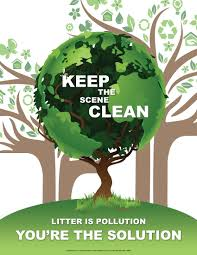 KEEP
THE
SCENE
CLEAN
LITTER IS POLLUTION
YOU'RE THE SOLUTION